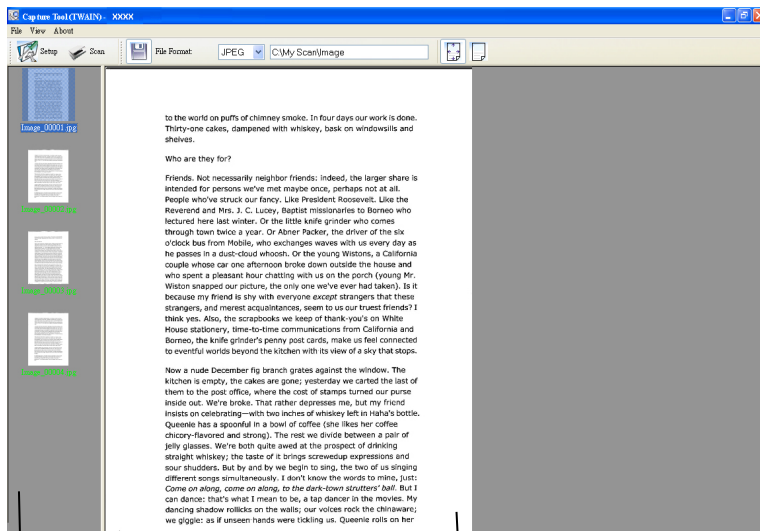 Capture Tool (TWAIN) - XXXX
File View About
Setup Scan File Format: JPEG C:\My Scan\Image
Image_00001.jpg
to the world on puffs of chimney smoke. In four days our work is done.
Thirty-one cakes, dampened with whiskey, bask on windowsills and
shelves.
Who are they for?
Friends. Not necessarily neighbor friends: indeed, the larger share is
intended for persons we've met maybe once, perhaps not at all.
People who've struck our fancy. Like President Roosevelt. Like the
Reverend and Mrs. J. C. Lucey, Baptist missionaries to Borneo who
lectured here last winter. Or the little knife grinder who comes
through town twice a year. Or Abner Packer, the driver of the six
o'clock bus from Mobile, who exchanges waves with us every day as
he passes in a dust-cloud whoosh. Or the young Wistons, a California
couple whose car one afternoon broke down outside the house and
who spent a pleasant hour chatting with us on the porch (young Mr.
Wiston snapped our picture, the only one we've ever had taken). Is it
because my friend is shy with everyone except strangers that these
strangers, and merest acquaintances, seem to us our truest friends? I
think yes. Also, the scrapbooks we keep of thank-you's on White
House stationery, time-to-time communications from California and
Borneo, the knife grinder's penny post cards, make us feel connected
to eventful worlds beyond the kitchen with its view of a sky that stops.
Now a nude December fig branch grates against the window. The
kitchen is empty, the cakes are gone; yesterday we carted the last of
them to the post office, where the cost of stamps turned our purse
inside out. We're broke. That rather depresses me, but my friend
insists on celebrating—with two inches of whiskey left in Haha's bottle.
Queenie has a spoonful in a bowl of coffee (she likes her coffee
chicory-flavored and strong). The rest we divide between a pair of
jelly glasses. We're both quite awed at the prospect of drinking
straight whiskey; the taste of it brings screwedup expressions and
sour shudders. But by and by we begin to sing, the two of us singing
different songs simultaneously. I don't know the words to mine, just:
Come on along, come on along, to the dark-town strutters' ball. But I
can dance: that's what I mean to be, a tap dancer in the movies. My
dancing shadow rollicks on the walls; our voices rock the chinaware;
we giggle: as if unseen hands were tickling us. Queenie rolls on her